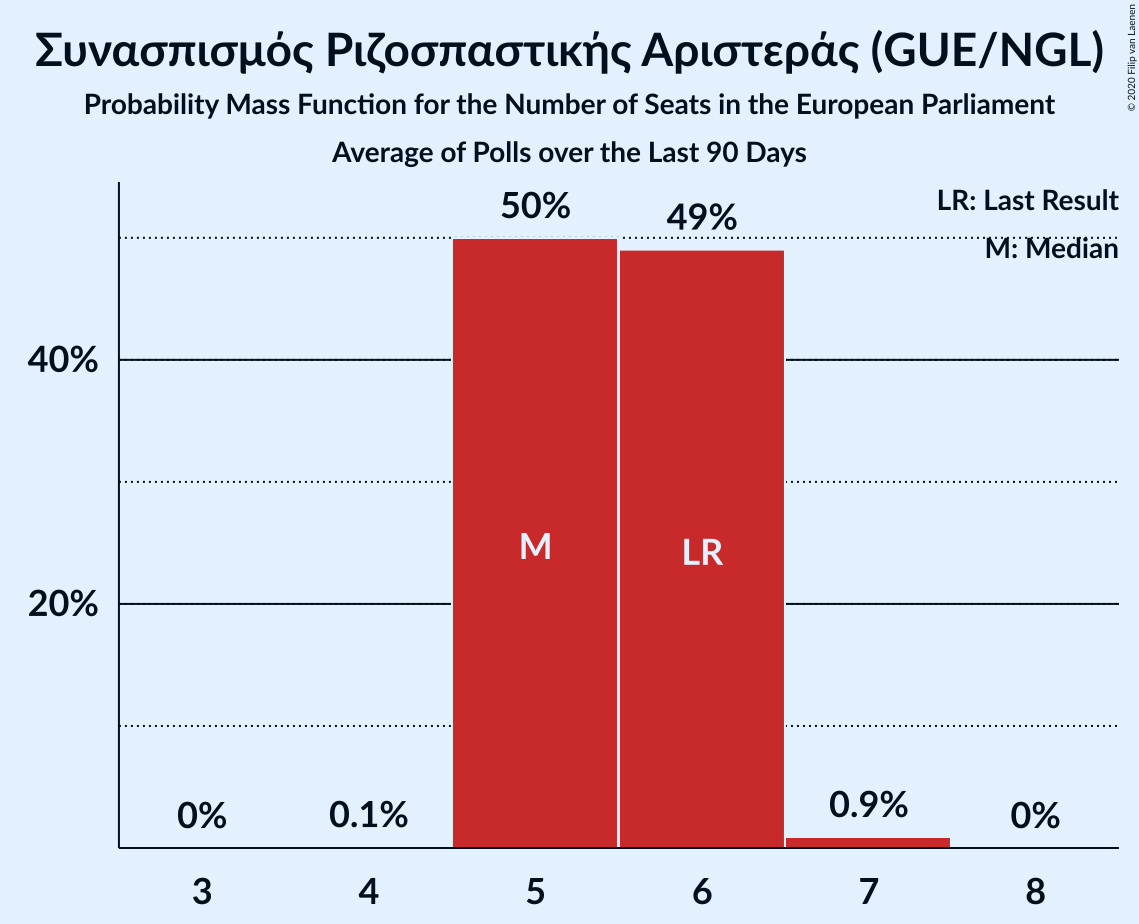 Συνασπισμός Ριζοσπαστικής Αριστεράς (GUE/NGL)
Probability Mass Function for the Number of Seats in the European Parliament
Average of Polls over the Last 90 Days
© 2020 Filip van Laenen
LR: Last Result
M: Median
50%
49%
40%
M
LR
20%
0%
0.1%
0.9%
0%
3
4
5
6
7
8